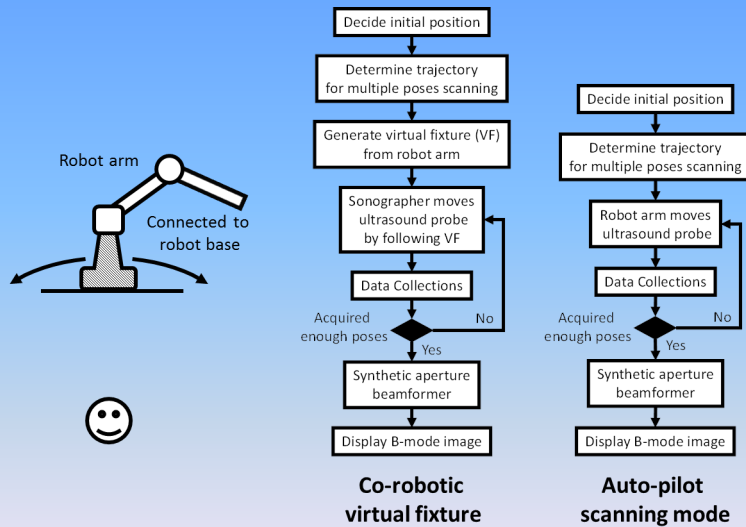 Robot arm
Connected to
robot base
Decide initial position
Determine trajectory
for multiple poses scanning
Generate virtual fixture (VF)
from robot arm
Sonographer moves
ultrasound probe
by following VF
Data Collections
Acquired
enough poses
No
Yes
Synthetic aperture
beamformer
Display B-mode image
Co-robotic
virtual fixture
Decide initial position
Determine trajectory
for multiple poses scanning
Robot arm moves
ultrasound probe
Data Collections
Acquired
enough poses
No
Yes
Synthetic aperture
beamformer
Display B-mode image
Auto-pilot
scanning mode